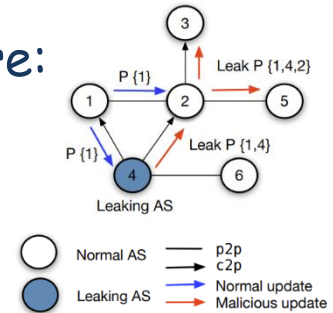 re:
3
P {1}
Leak P {1,4,2}
1
2
5
P {1}
Leak P {1,4}
4
6
Leaking AS
Normal AS
p2p
c2p
Leaking AS
Normal update
Malicious update